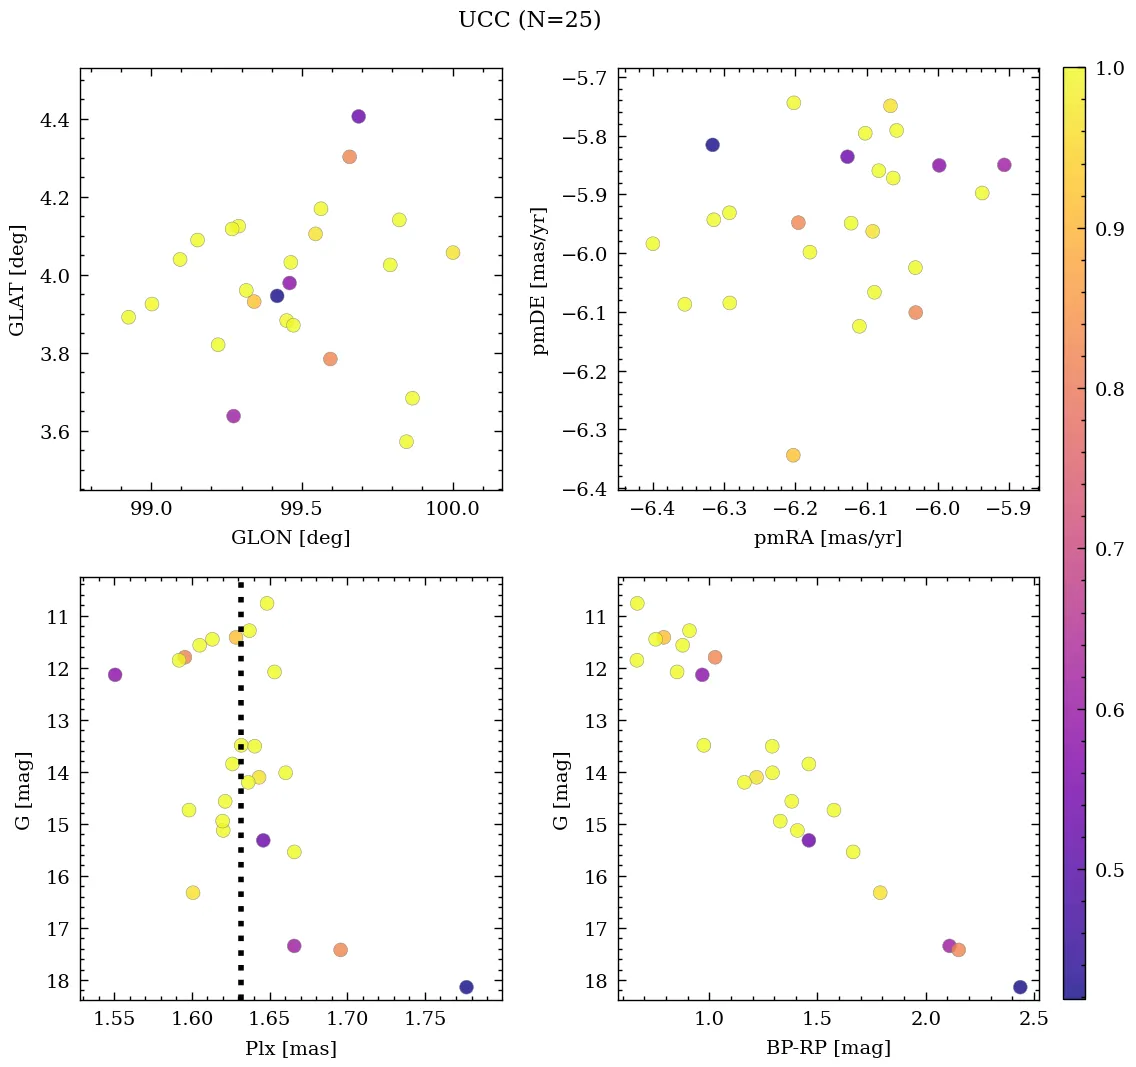 UCC (N=25)
4.4
4.2
4.0
3.8
3.6
GLAT [deg]
99.0 99.5 100.0
GLON [deg]
−5.7
−5.8
−5.9
−6.0
−6.1
−6.2
−6.3
−6.4
pmDE [mas/yr]
−6.4 −6.3 −6.2 −6.1 −6.0 −5.9
pmRA [mas/yr]
11
12
13
14
15
16
17
18
G [mag]
1.55 1.60 1.65 1.70 1.75
Plx [mas]
11
12
13
14
15
16
17
18
G [mag]
1.0 1.5 2.0 2.5
BP-RP [mag]
1.0
0.9
0.8
0.7
0.6
0.5